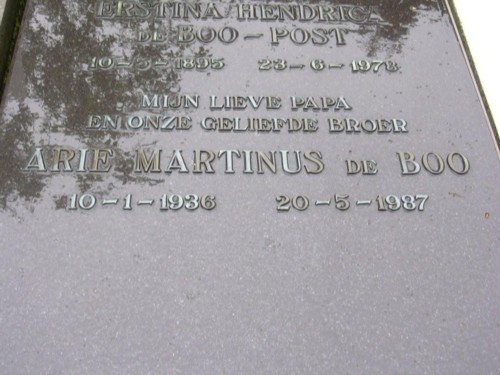 HENDRICA
DE BOO - POST
10-3-1895 23-6-1978
MIJN LIEVE PAPA
EN ONZE GELIEFDE BROER
ARIE MARTINUS DE BOO
10-1-1936 20-5-1987